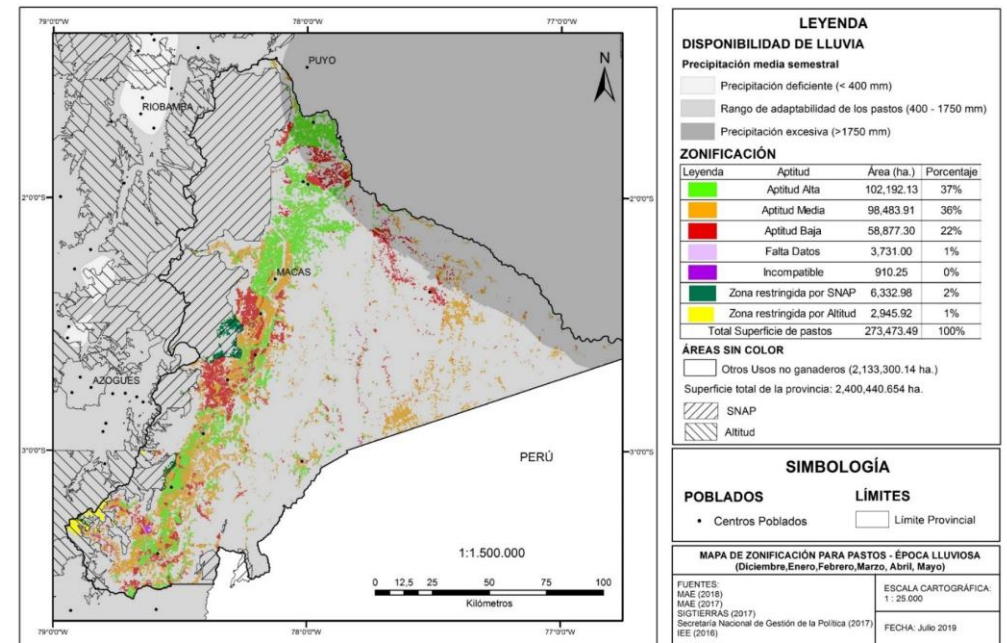 79°0'0"W
78°0'0"W
77°0'0"W
PUYO
N
RIOBAMBA
2°0'0"S
2°0'0"S
MACAS
AZOGUES
3°0'0"S
3°0'0"S
PERÚ
1:1.500.000
0 12,5 25 50 75 100
Kilómetros
79°0'0"W
78°0'0"W
77°0'0"W
LEYENDA
DISPONIBILIDAD DE LLUVIA
Precipitación media semestral
Precipitación deficiente (< 400 mm)
Rango de adaptabilidad de los pastos (400 - 1750 mm)
Precipitación excesiva (>1750 mm)
ZONIFICACIÓN
Leyenda Aptitud Área (ha.) Porcentaje
Aptitud Alta 102,192.13 37%
Aptitud Media 98,483.91 36%
Aptitud Baja 58,877.30 22%
Falta Datos 3,731.00 1%
Incompatible 910.25 0%
Zona restringida por SNAP 6,332.98 2%
Zona restringida por Altitud 2,945.92 1%
Total Superficie de pastos 273,473.49 100%
ÁREAS SIN COLOR
Otros Usos no ganaderos (2,133,300.14 ha.)
Superficie total de la provincia: 2,400,440.654 ha.
SNAP
Altitud
SIMBOLOGÍA
POBLADOS
Centros Poblados
LÍMITES
Límite Provincial
MAPA DE ZONIFICACIÓN PARA PASTOS - ÉPOCA LLUVIOSA
(Diciembre,Enero,Febrero,Marzo, Abril, Mayo)
FUENTES:
MAE (2018)
MAE (2017)
SIGTIERRAS (2017)
Secretaría Nacional de Gestión de la Política (2017)
IEE (2016)
ESCALA CARTOGRÁFICA:
1 : 25.000
FECHA: Julio 2019